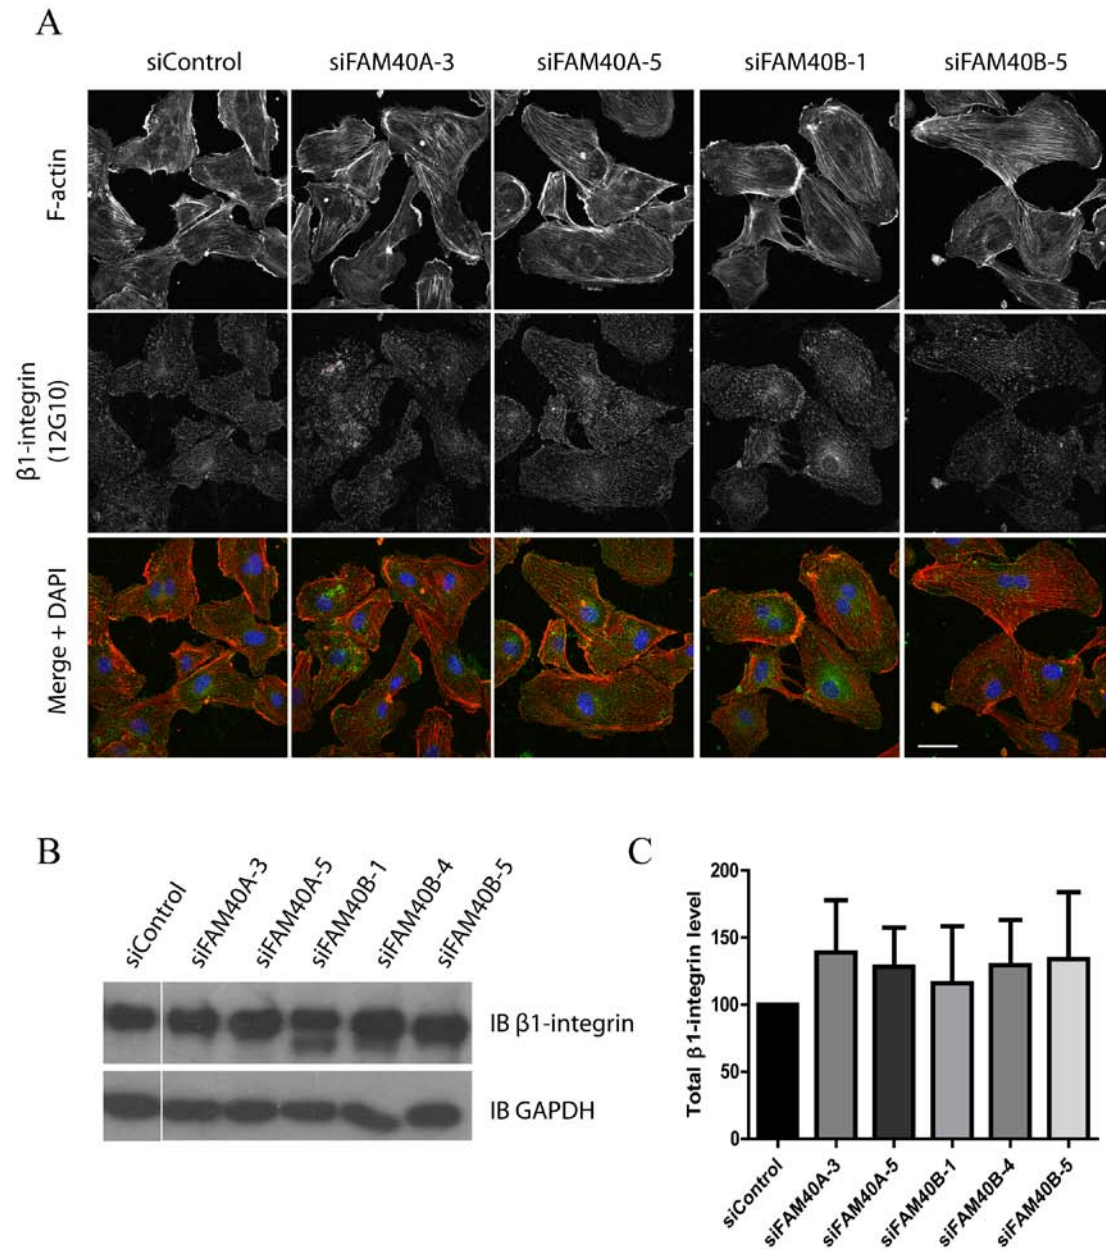 A
siControl siFAM40A-3 siFAM40A-5 siFAM40B-1 siFAM40B-5
F-actin
β1-integrin
(12G10)
Merge + DAPI
B
siControl
siFAM40A-3
siFAM40A-5
siFAM40B-1
siFAM40B-4
siFAM40B-5
IB β1-integrin
IB GAPDH
C
Total β1-integrin level
200
150
100
50
0
siControl
siFAM40A-3
siFAM40A-5
siFAM40B-1
siFAM40B-4
siFAM40B-5